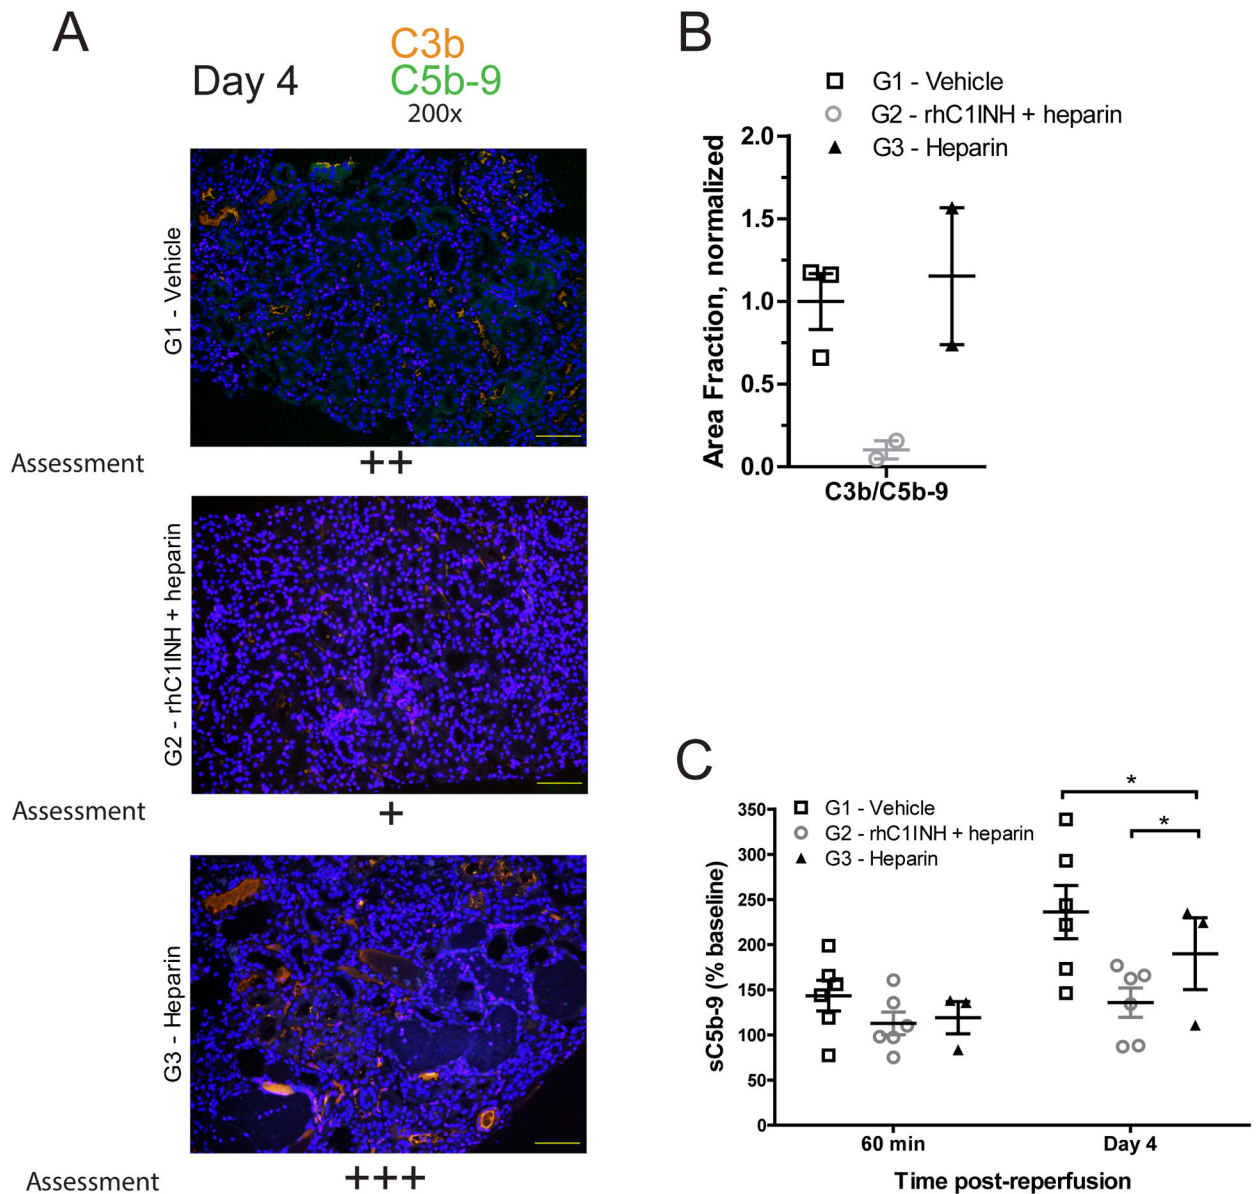 A
C3b
Day 4
C5b-9
200x
G1 - Vehicle
Assessment
++
G2 - rhC1INH + heparin
Assessment
+
G3 - Heparin
Assessment
+++
B
G1 - Vehicle
G2 - rhC1INH + heparin
G3 - Heparin
Area Fraction, normalized
2.0
1.5
1.0
0.5
0.0
C3b/C5b-9
C
G1 - Vehicle
G2 - rhC1INH + heparin
G3 - Heparin
*
*
sC5b-9 (% baseline)
350
300
250
200
150
100
50
0
60 min
Day 4
Time post-reperfusion